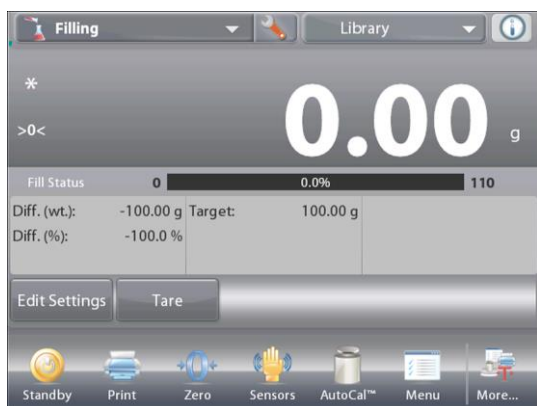 Filling Library
*
>0<
0.00 g
Fill Status 0 0.0% 110
Diff. (wt.): -100.00 g Target: 100.00 g
Diff. (%): -100.0 %
Edit Settings Tare
Standby Print Zero Sensors AutoCal™ Menu More...